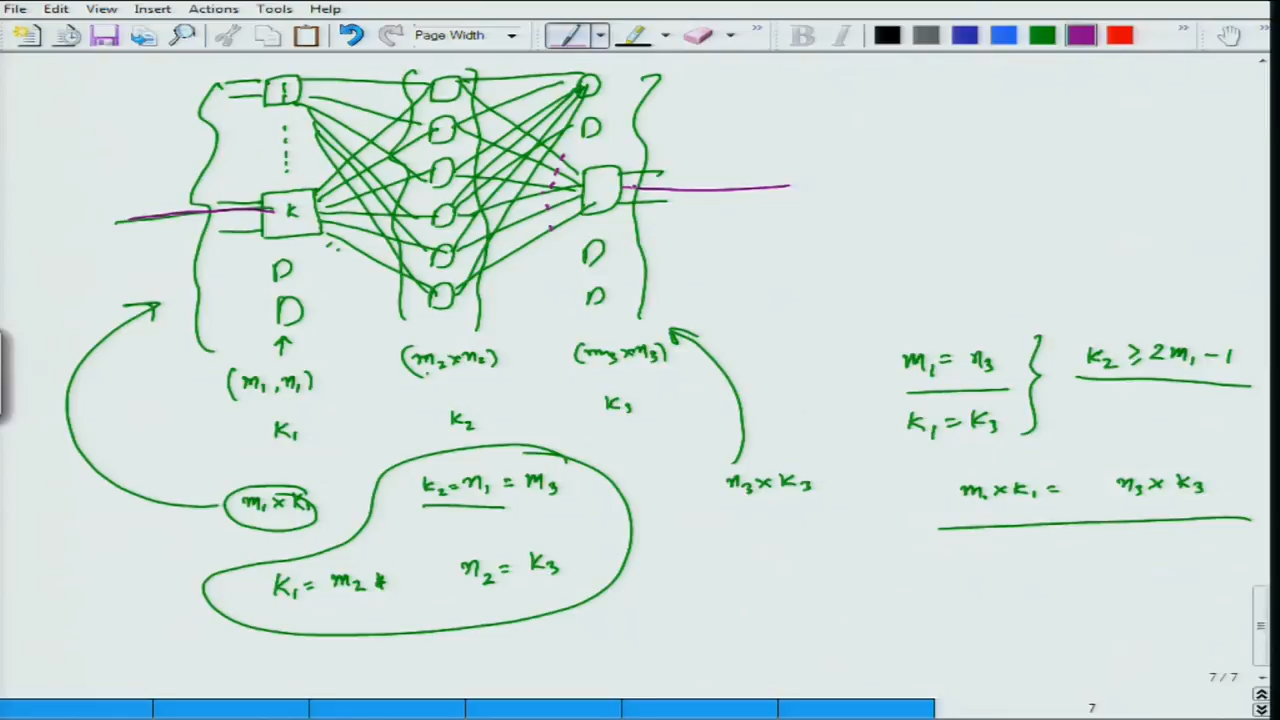 File Edit View Insert Actions Tools Help
Page Width
1
k
(m₁, n₁)
(m₂ x n₂)
(m₃ x n₃)
K₁
K₂
K₃
m₁ x K₁
K₂ = n₁ = m₃
n₃ x K₃
K₁ = m₂
n₂ = K₃
m₁ = n₃
K₂ ≥ 2m₁ - 1
K₁ = K₃
m₁ x K₁ = n₃ x K₃
7 / 7
7